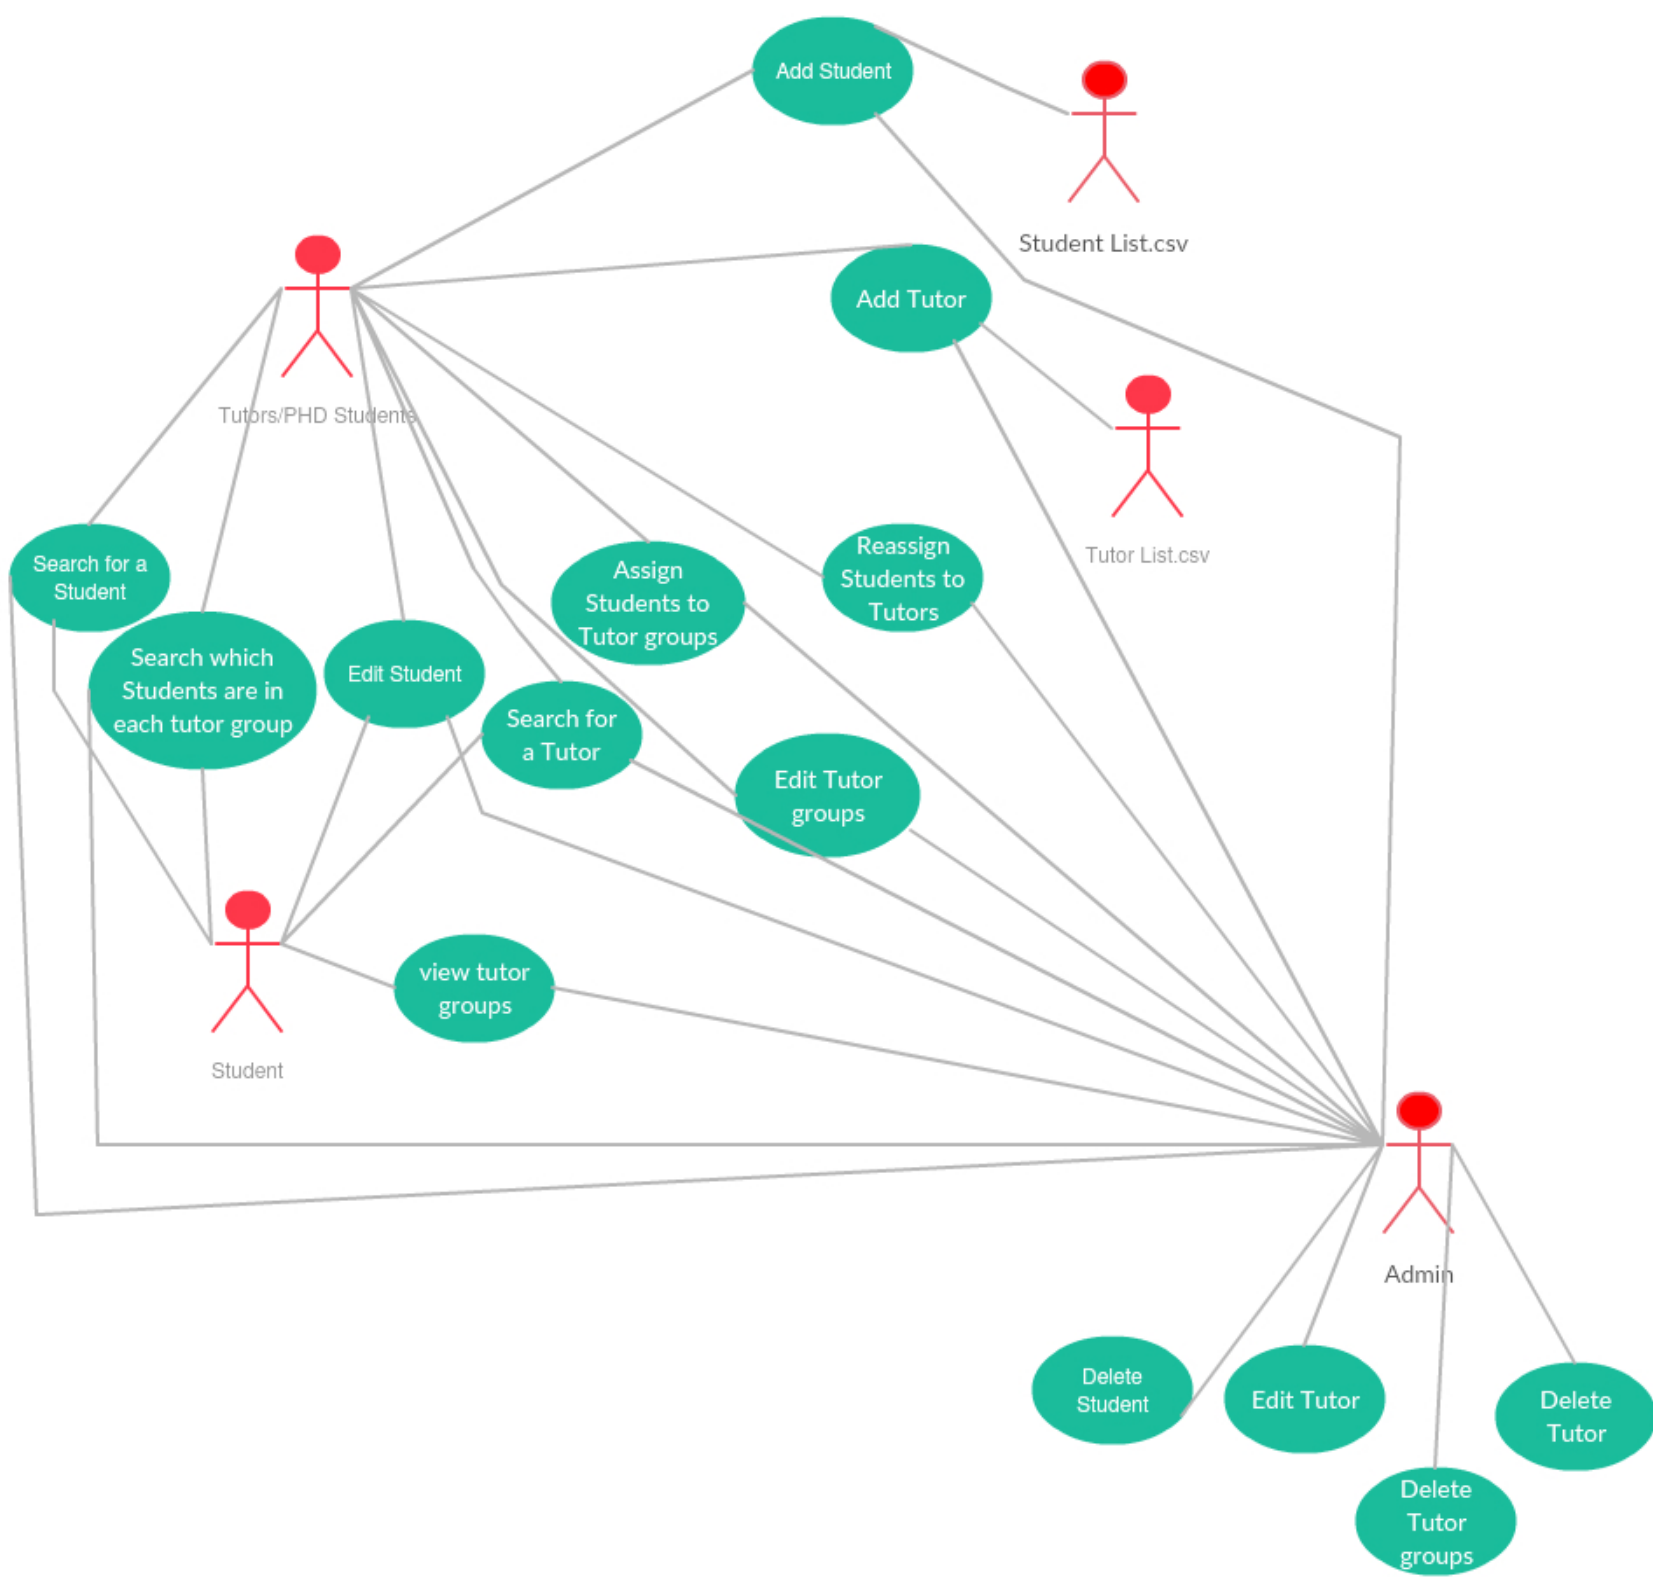 Add Student
Student List.csv
Add Tutor
Tutors/PHD Students
Tutor List.csv
Search for a
Student
Search which
Students are in
each tutor group
Edit Student
Search for
a Tutor
Assign
Students to
Tutor groups
Reassign
Students to
Tutors
Edit Tutor
groups
view tutor
groups
Student
Admin
Delete
Student
Edit Tutor
Delete
Tutor
groups
Delete
Tutor